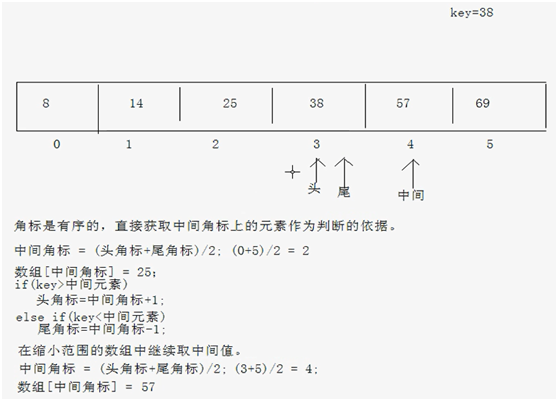 key=38
8 14 25 38 57 69
0 1 2 3 4 5
头 尾 中间
角标是有序的，直接获取中间角标上的元素作为判断的依据。
中间角标 = (头角标+尾角标)/2; (0+5)/2 = 2
数组[中间角标] = 25;
if(key>中间元素)
头角标=中间角标+1;
else if(key<中间元素)
尾角标=中间角标-1;
在缩小范围的数组中继续取中间值。
中间角标 = (头角标+尾角标)/2; (3+5)/2 = 4;
数组[中间角标] = 57